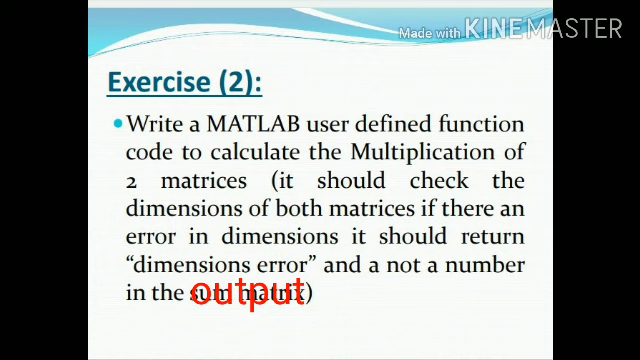 Made with KINEMASTER
Exercise (2):
• Write a MATLAB user defined function
code to calculate the Multiplication of
2 matrices (it should check the
dimensions of both matrices if there an
error in dimensions it should return
“dimensions error” and a not a number
in the sum matrix)
output